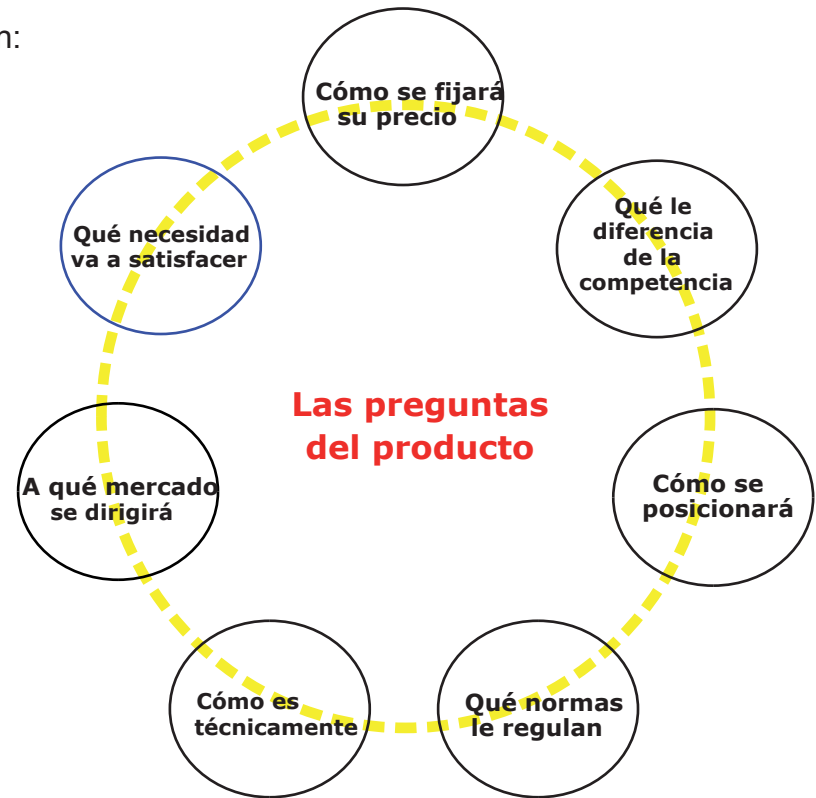 n:
Cómo se fijará
su precio
Qué le
diferencia
de la
competencia
Cómo se
posicionará
Qué normas
le regulan
Cómo es
técnicamente
A qué mercado
se dirigirá
Qué necesidad
va a satisfacer
Las preguntas
del producto